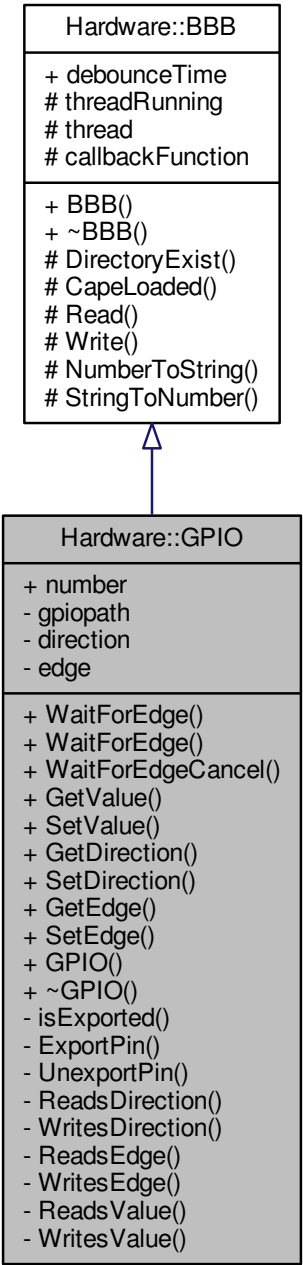 Hardware::BBB
+ debounceTime
# threadRunning
# thread
# callbackFunction
+ BBB()
+ ~BBB()
# DirectoryExist()
# CapeLoaded()
# Read()
# Write()
# NumberToString()
# StringToNumber()
Hardware::GPIO
+ number
- gpiopath
- direction
- edge
+ WaitForEdge()
+ WaitForEdge()
+ WaitForEdgeCancel()
+ GetValue()
+ SetValue()
+ GetDirection()
+ SetDirection()
+ GetEdge()
+ SetEdge()
+ GPIO()
+ ~GPIO()
- isExported()
- ExportPin()
- UnexportPin()
- ReadsDirection()
- WritesDirection()
- ReadsEdge()
- WritesEdge()
- ReadsValue()
- WritesValue()